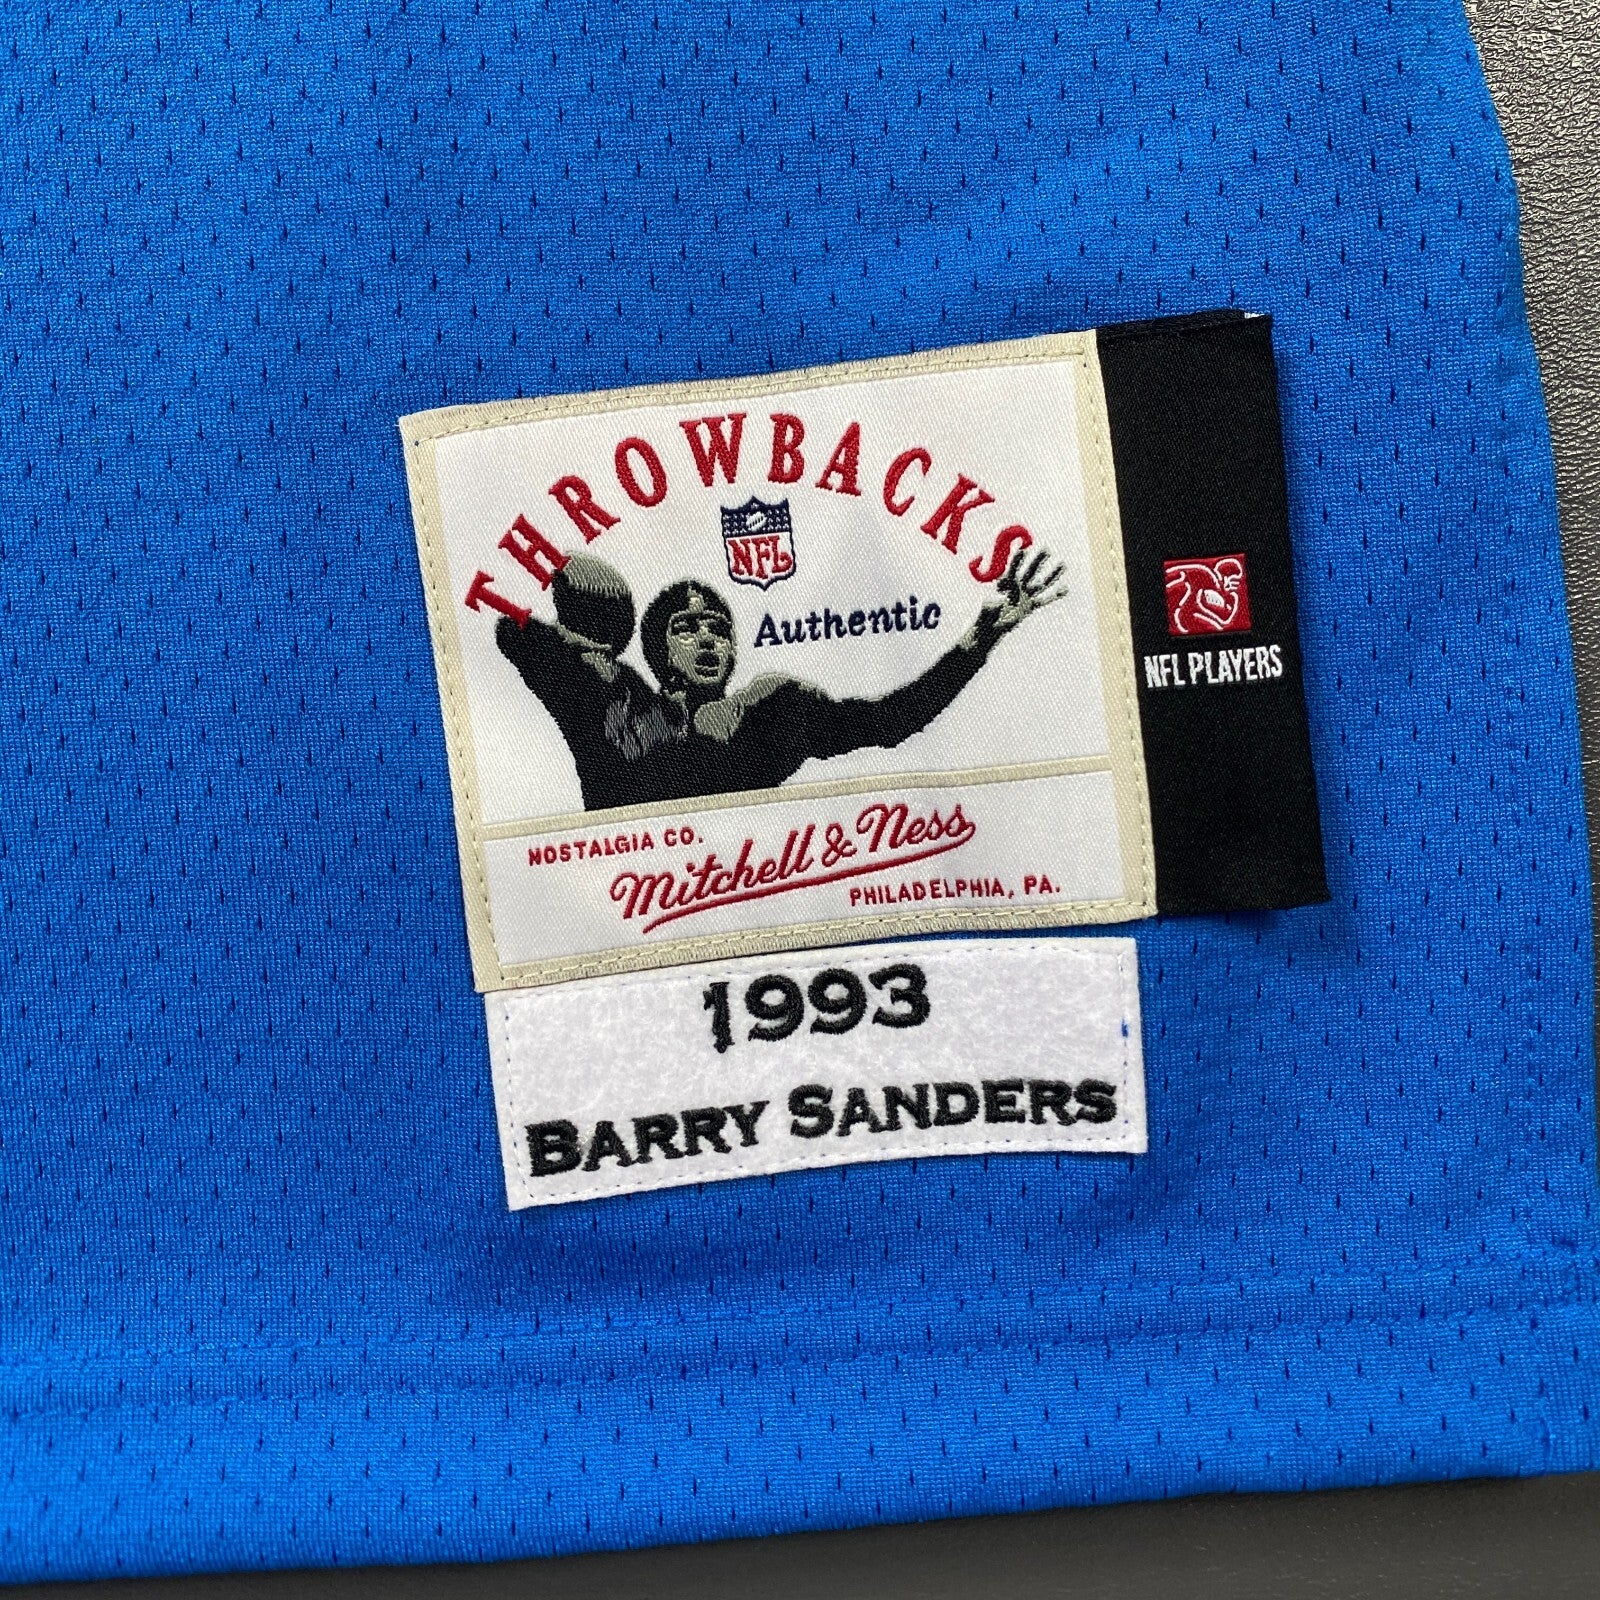 THROWBACKS
NFL
Authentic
NFL PLAYERS
NOSTALGIA CO.
Mitchell & Ness
PHILADELPHIA, PA.
1993
BARRY SANDERS